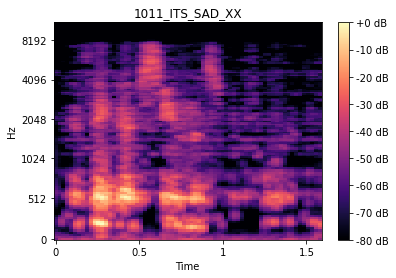 1011_ITS_SAD_XX
+0 dB
8192
-10 dB
4096
-20 dB
-30 dB
2048
Hz
-40 dB
1024
-50 dB
512
-60 dB
-70 dB
0
-80 dB
0 0.5 1 1.5
Time